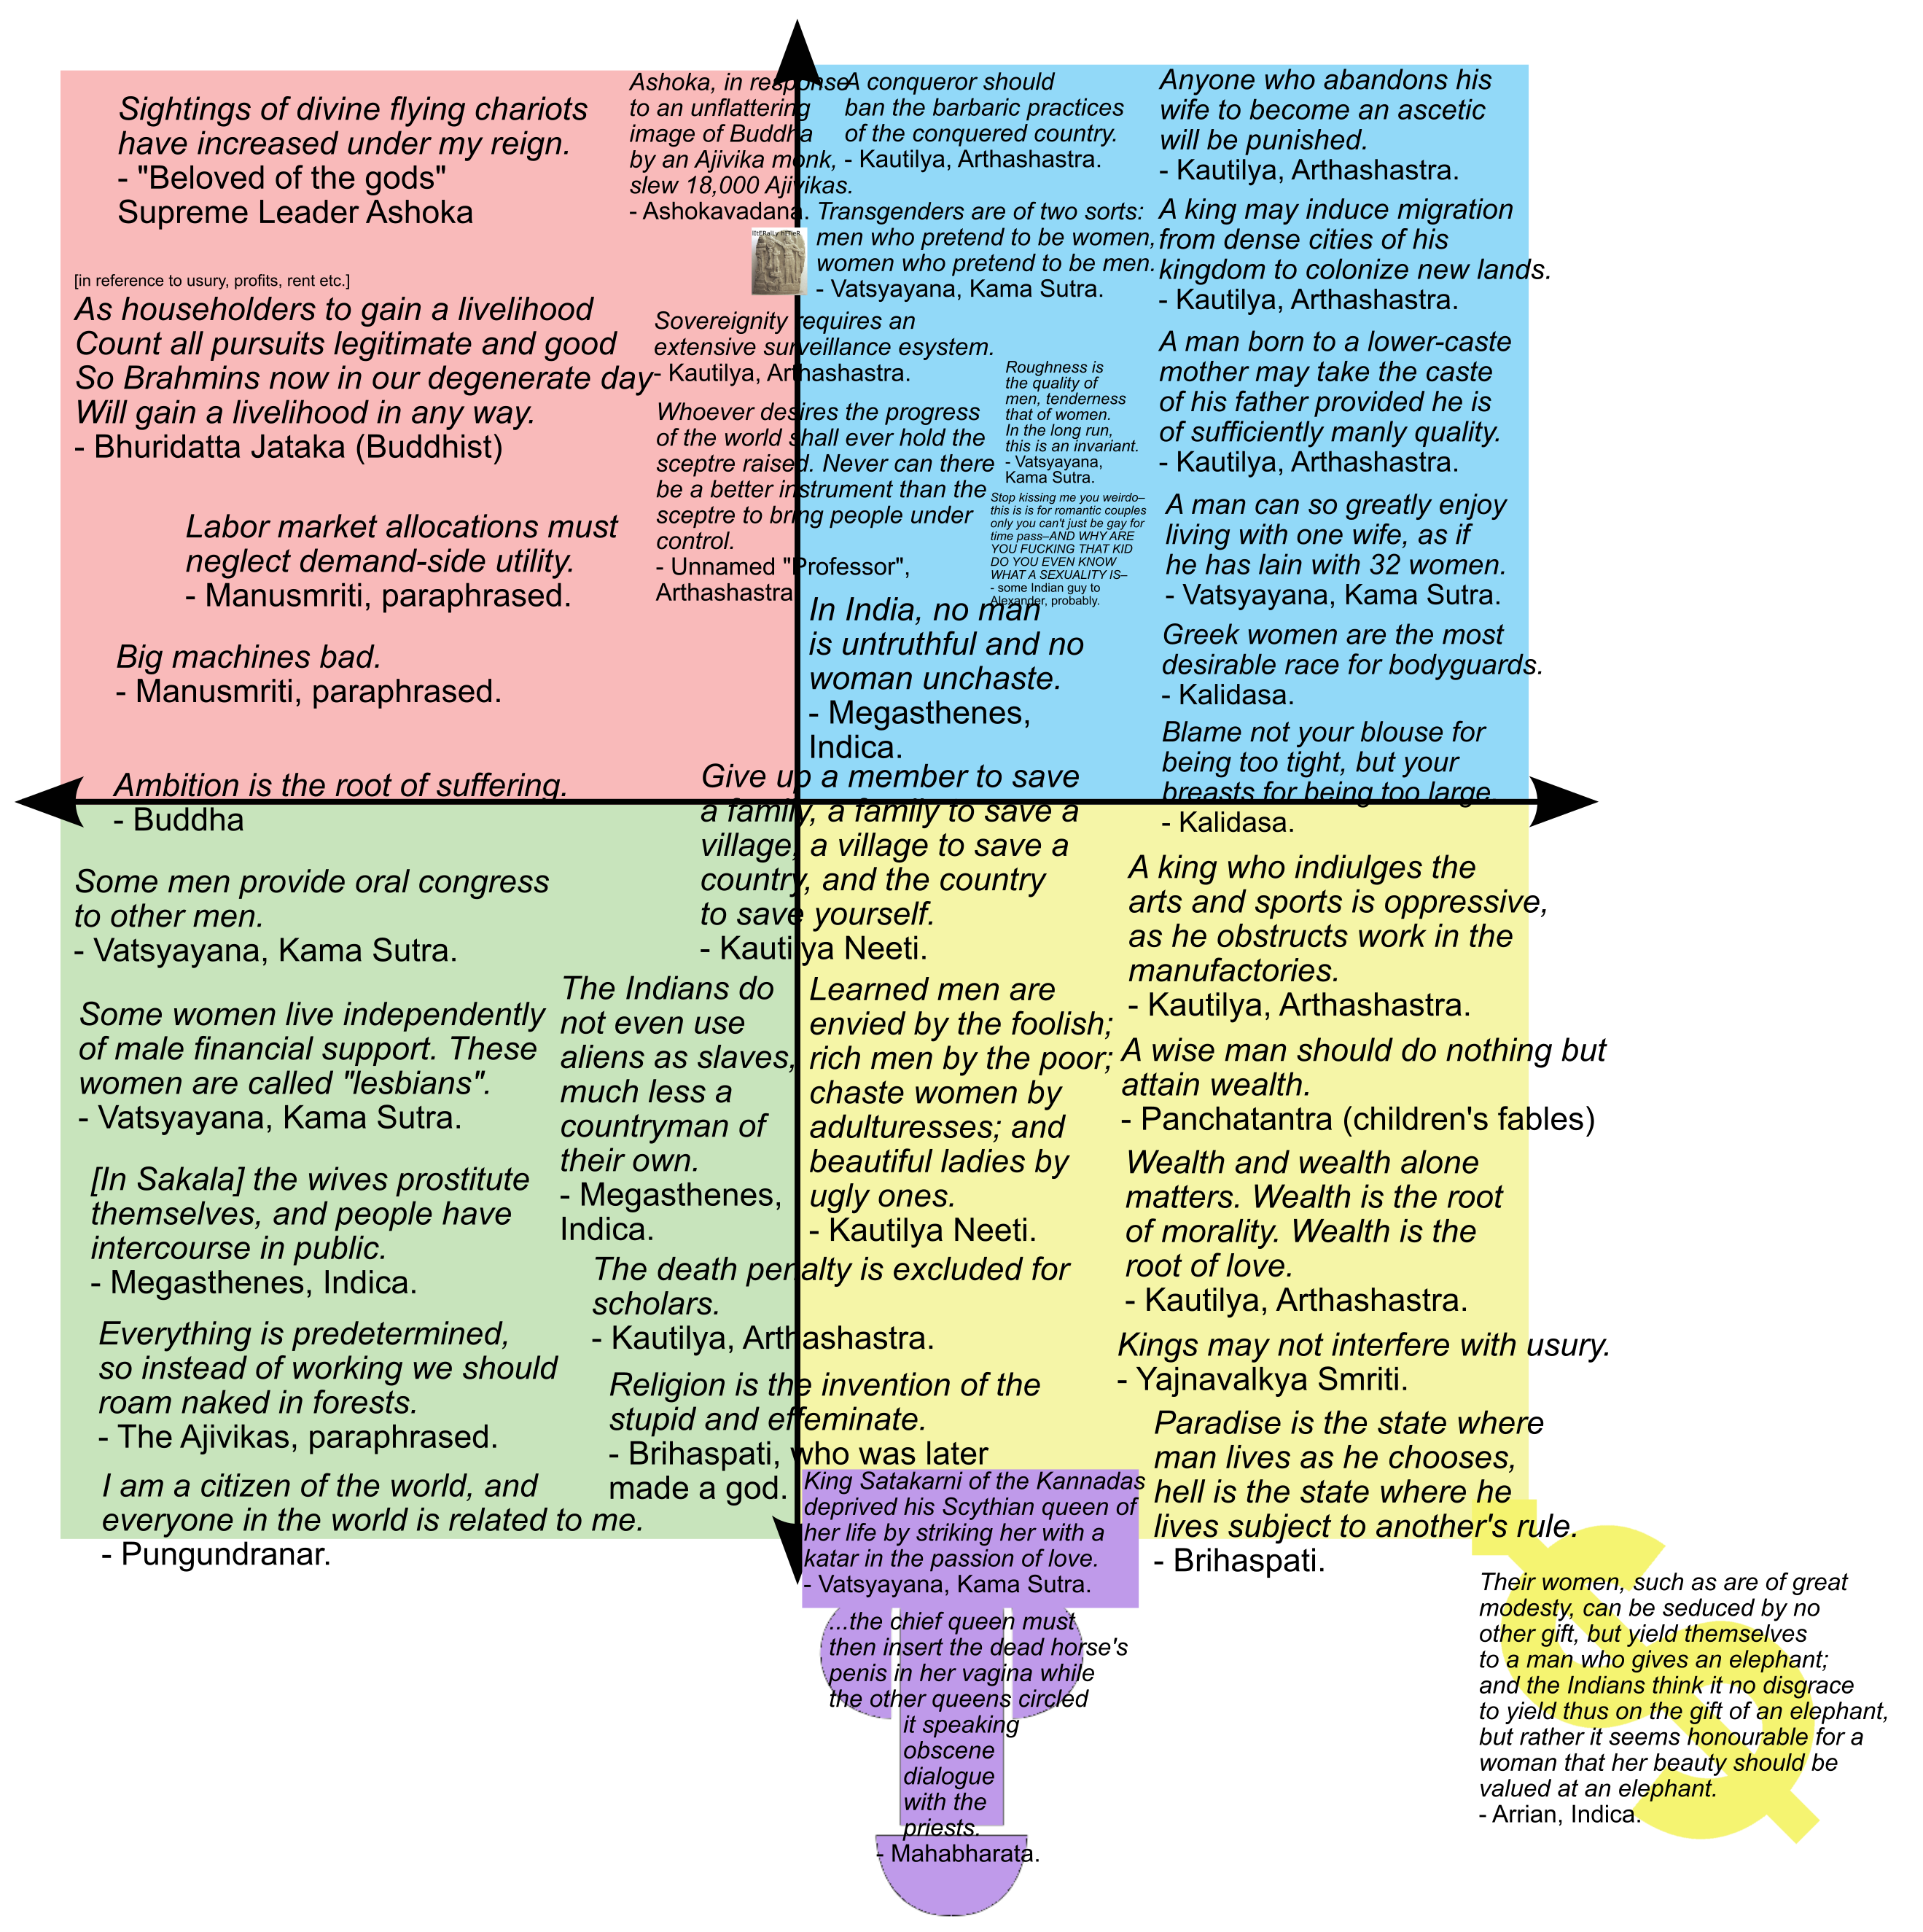 Sightings of divine flying chariots
have increased under my reign.
- "Beloved of the gods"
Supreme Leader Ashoka
[in reference to usury, profits, rent etc.]
As householders to gain a livelihood
Count all pursuits legitimate and good
So Brahmins now in our degenerate day
Will gain a livelihood in any way.
- Bhuridatta Jataka (Buddhist)
Labor market allocations must
neglect demand-side utility.
- Manusmriti, paraphrased.
Big machines bad.
- Manusmriti, paraphrased.
Ambition is the root of suffering.
- Buddha
Ashoka, in response
to an unflattering
image of Buddha
by an Ajivika monk,
slew 18,000 Ajivikas.
- Ashokavadana.
Sovereignity requires an
extensive surveillance esystem.
- Kautilya, Arthashastra.
Whoever desires the progress
of the world shall ever hold the
sceptre raised. Never can there
be a better instrument than the
sceptre to bring people under
control.
- Unnamed "Professor",
Arthashastra
A conqueror should
ban the barbaric practices
of the conquered country.
- Kautilya, Arthashastra.
Transgenders are of two sorts:
men who pretend to be women,
women who pretend to be men.
- Vatsyayana, Kama Sutra.
Roughness is
the quality of
men, tenderness
that of women.
In the long run,
this is an invariant.
- Vatsyayana,
Kama Sutra.
Stop kissing me you weirdo–
this is is for romantic couples
only you can't just be gay for
time pass–AND WHY ARE
YOU FUCKING THAT KID
DO YOU EVEN KNOW
WHAT A SEXUALITY IS–
- some Indian guy to
Alexander, probably.
In India, no man
is untruthful and no
woman unchaste.
- Megasthenes,
Indica.
Anyone who abandons his
wife to become an ascetic
will be punished.
- Kautilya, Arthashastra.
A king may induce migration
from dense cities of his
kingdom to colonize new lands.
- Kautilya, Arthashastra.
A man born to a lower-caste
mother may take the caste
of his father provided he is
of sufficiently manly quality.
- Kautilya, Arthashastra.
A man can so greatly enjoy
living with one wife, as if
he has lain with 32 women.
- Vatsyayana, Kama Sutra.
Greek women are the most
desirable race for bodyguards.
- Kalidasa.
Blame not your blouse for
being too tight, but your
breasts for being too large.
- Kalidasa.
Give up a member to save
a family, a family to save a
village, a village to save a
country, and the country
to save yourself.
- Kautilya Neeti.
Some men provide oral congress
to other men.
- Vatsyayana, Kama Sutra.
Some women live independently
of male financial support. These
women are called "lesbians".
- Vatsyayana, Kama Sutra.
[In Sakala] the wives prostitute
themselves, and people have
intercourse in public.
- Megasthenes, Indica.
Everything is predetermined,
so instead of working we should
roam naked in forests.
- The Ajivikas, paraphrased.
I am a citizen of the world, and
everyone in the world is related to me.
- Pungundranar.
The Indians do
not even use
aliens as slaves,
much less a
countryman of
their own.
- Megasthenes,
Indica.
The death penalty is excluded for
scholars.
- Kautilya, Arthashastra.
Religion is the invention of the
stupid and effeminate.
- Brihaspati, who was later
made a god.
Learned men are
envied by the foolish;
rich men by the poor;
chaste women by
adulturesses; and
beautiful ladies by
ugly ones.
- Kautilya Neeti.
A king who indiulges the
arts and sports is oppressive,
as he obstructs work in the
manufactories.
- Kautilya, Arthashastra.
A wise man should do nothing but
attain wealth.
- Panchatantra (children's fables)
Wealth and wealth alone
matters. Wealth is the root
of morality. Wealth is the
root of love.
- Kautilya, Arthashastra.
Kings may not interfere with usury.
- Yajnavalkya Smriti.
Paradise is the state where
man lives as he chooses,
hell is the state where he
lives subject to another's rule.
- Brihaspati.
King Satakarni of the Kannadas
deprived his Scythian queen of
her life by striking her with a
katar in the passion of love.
- Vatsyayana, Kama Sutra.
...the chief queen must
then insert the dead horse's
penis in her vagina while
the other queens circled
it speaking
obscene
dialogue
with the
priests.
- Mahabharata.
Their women, such as are of great
modesty, can be seduced by no
other gift, but yield themselves
to a man who gives an elephant;
and the Indians think it no disgrace
to yield thus on the gift of an elephant,
but rather it seems honourable for a
woman that her beauty should be
valued at an elephant.
- Arrian, Indica.